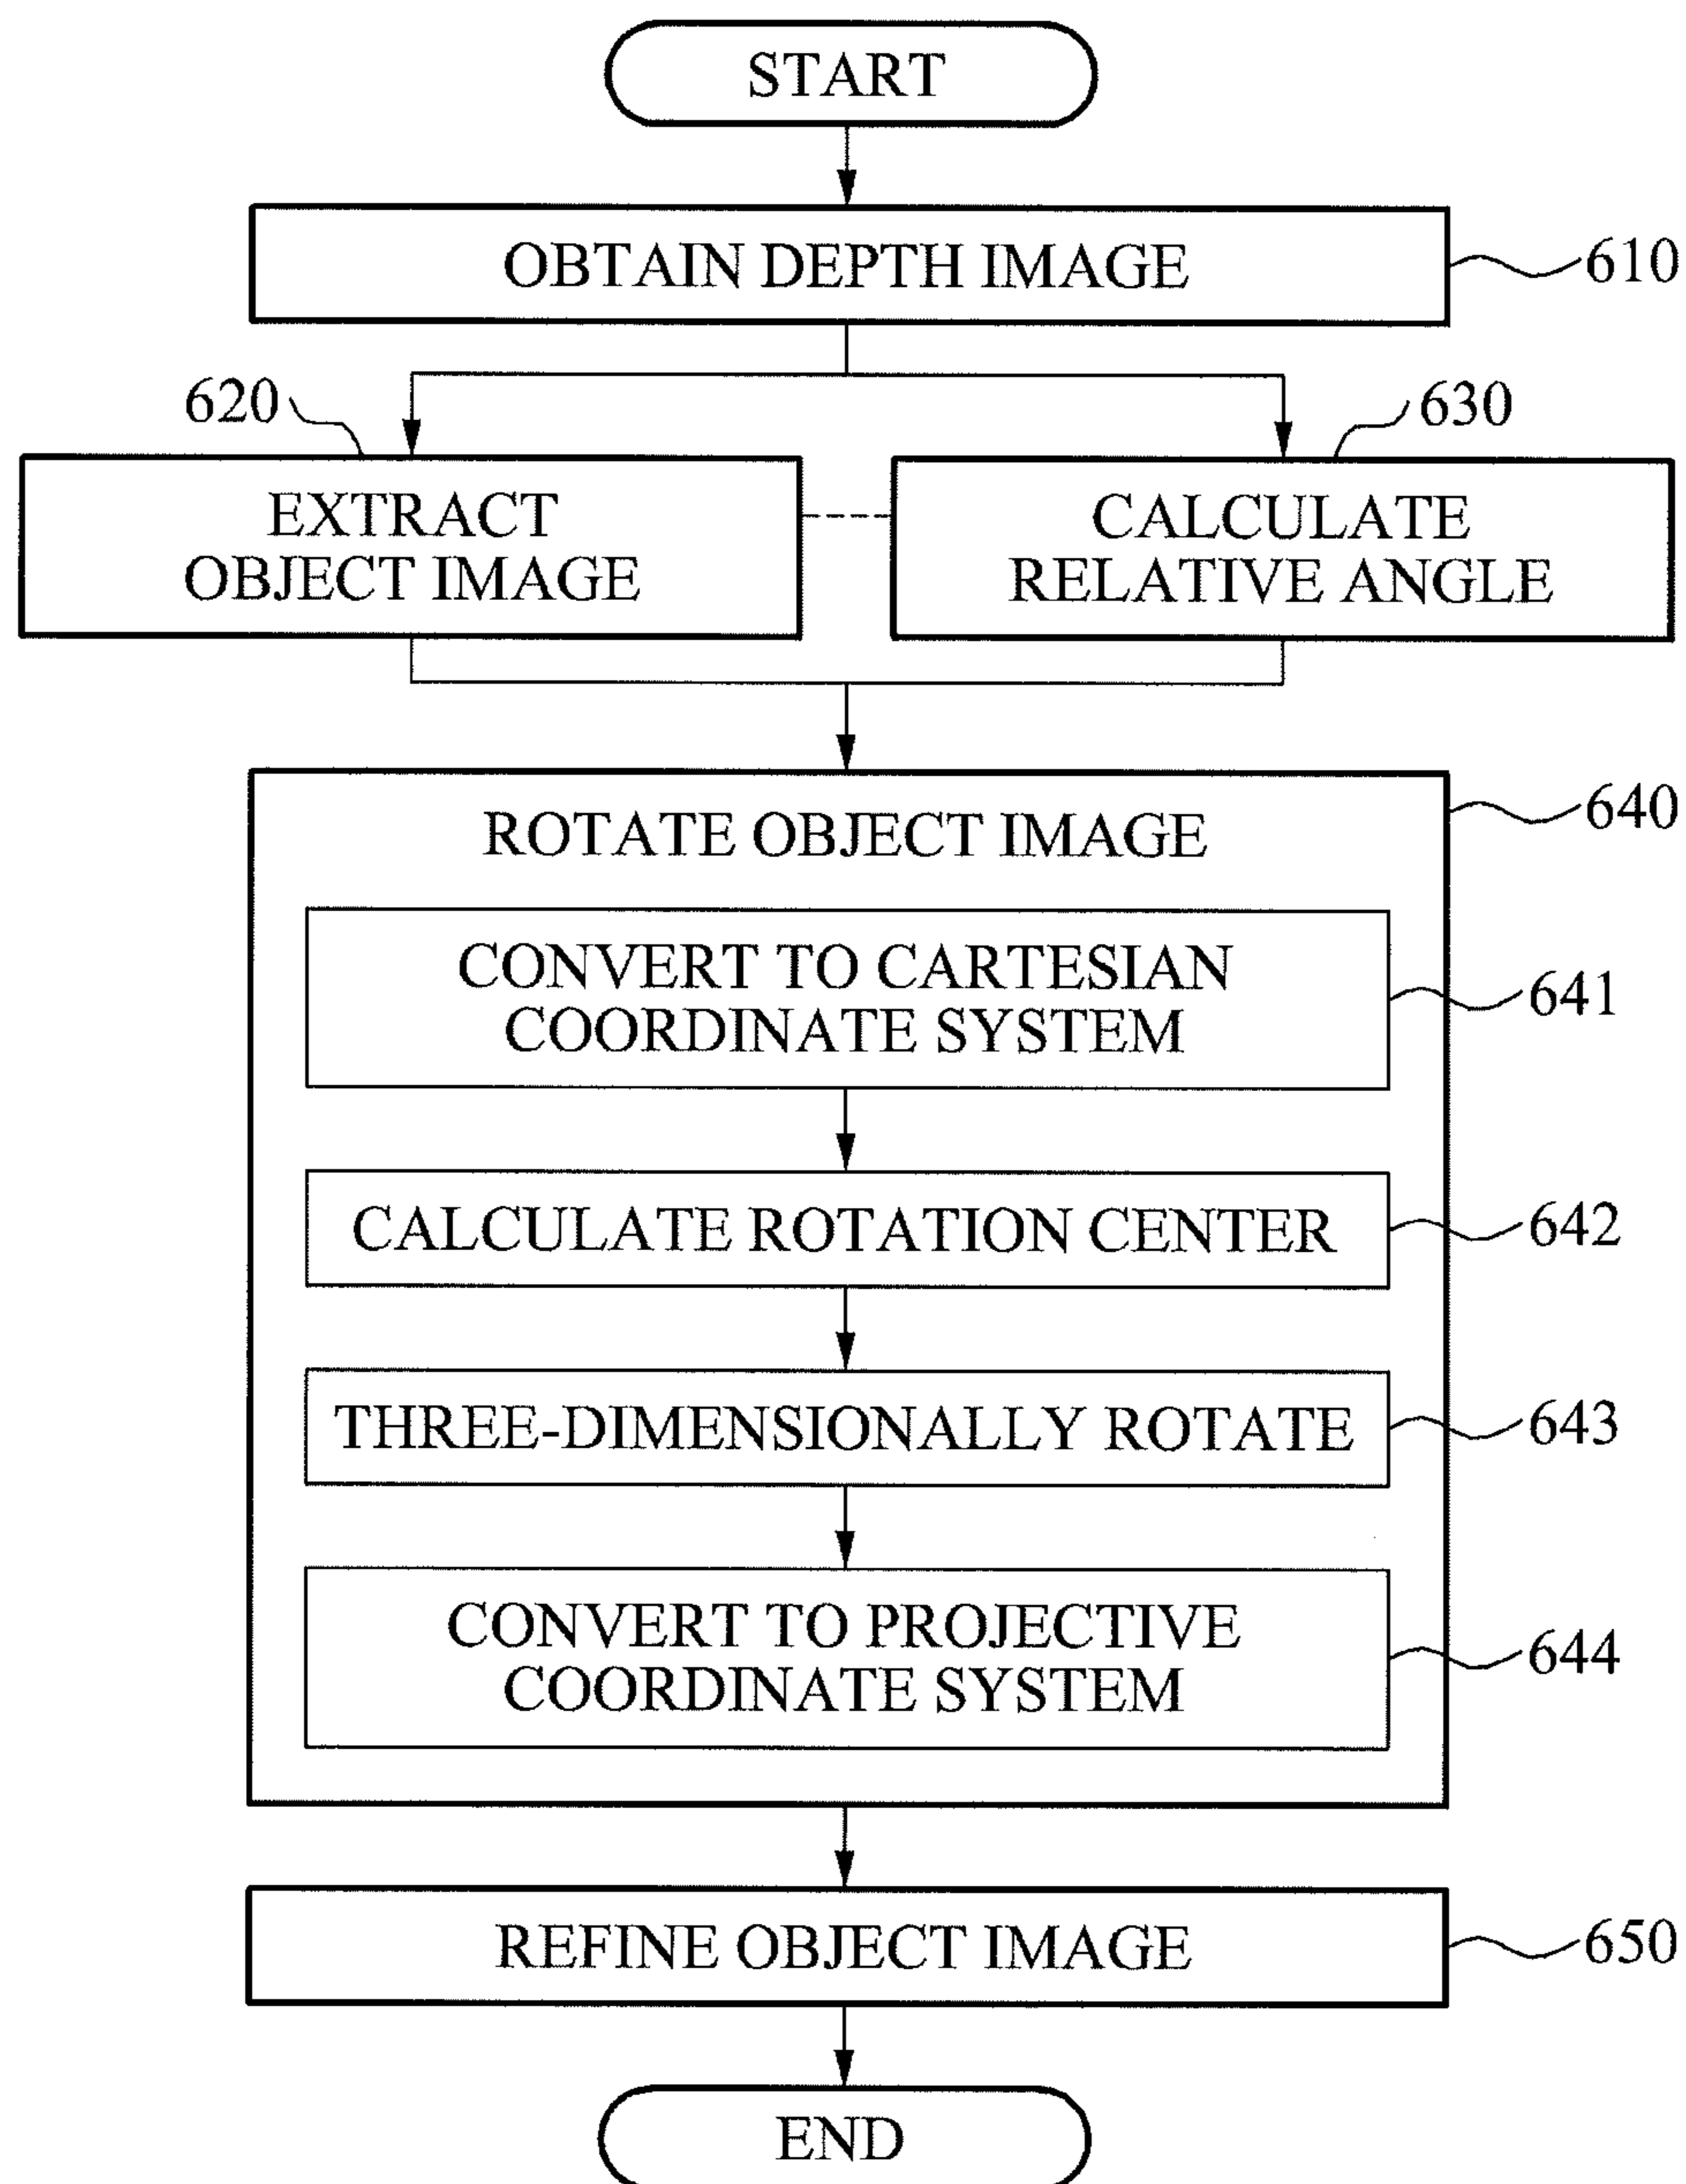 START
OBTAIN DEPTH IMAGE
610
620
630
EXTRACT
OBJECT IMAGE
CALCULATE
RELATIVE ANGLE
ROTATE OBJECT IMAGE
640
CONVERT TO CARTESIAN
COORDINATE SYSTEM
641
CALCULATE ROTATION CENTER
642
THREE-DIMENSIONALLY ROTATE
643
CONVERT TO PROJECTIVE
COORDINATE SYSTEM
644
REFINE OBJECT IMAGE
650
END